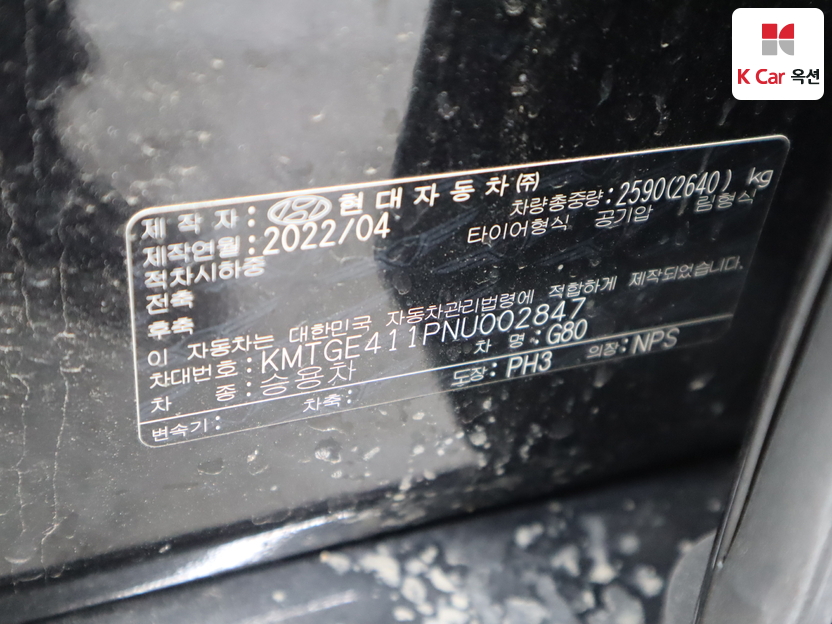 K Car 옥션
제 작 자 : 현 대 자 동 차 (주)
제작연월 : 2022/04 차량총중량 : 2590(2640) kg
적차시하중 타이어형식 공기압 림형식
전축
후축
이 자동차는 대한민국 자동차관리법령에 적합하게 제작되었습니다.
차대번호 : KMTGE411PNU002847
차 종 : 승용차 차 명 : G80
변속기 : 차축 : 도장 : PH3 의장 : NPS